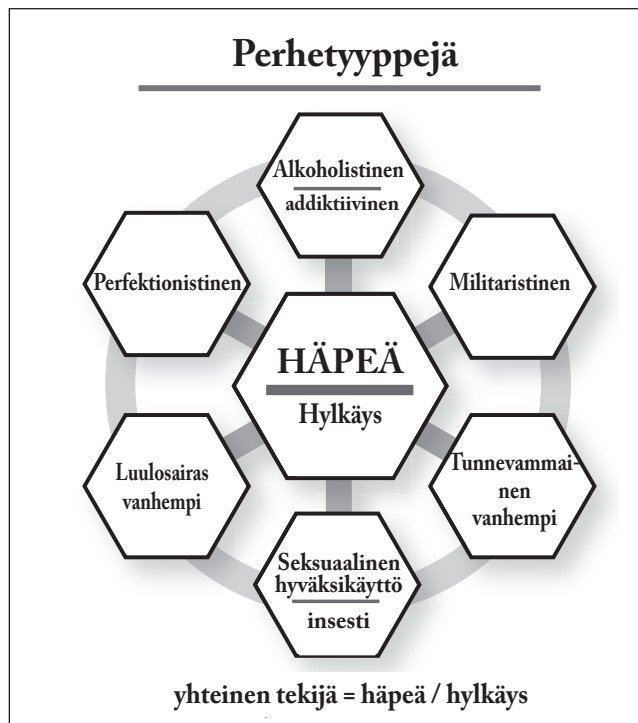 Perhetyyppejä
Alkoholistinen
addiktiivinen
Perfektionistinen
Militaristinen
HÄPEÄ
Hylkäys
Luulosairas
vanhempi
Tunnevammai-
nen
vanhempi
Seksuaalinen
hyväksikäyttö
insesti
yhteinen tekijä = häpeä / hylkäys